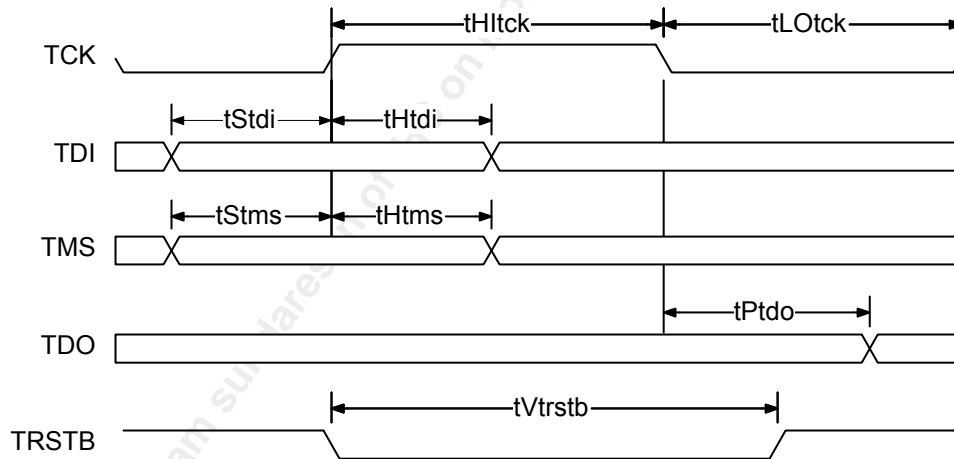 tHItck tLOtck
TCK
tStdi tHtdi
TDI
tStms tHtms
TMS
tPtdo
TDO
tVtrstb
TRSTB